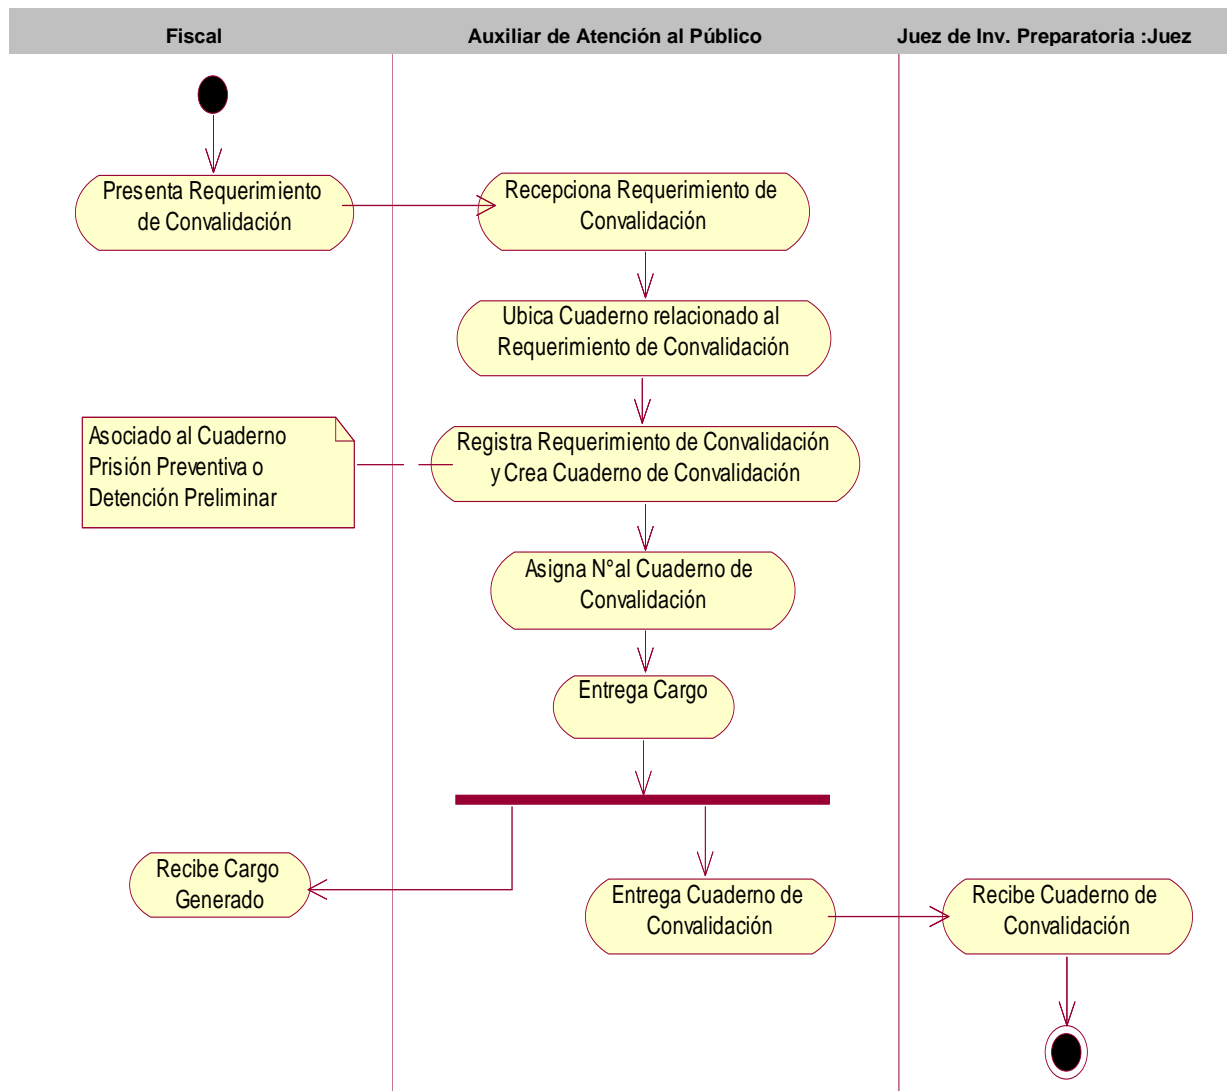 Fiscal
Auxiliar de Atención al Público
Juez de Inv. Preparatoria :Juez
Presenta Requerimiento
de Convalidación
Recepciona Requerimiento de
Convalidación
Ubica Cuaderno relacionado al
Requerimiento de Convalidación
Asociado al Cuaderno
Prisión Preventiva o
Detención Preliminar
Registra Requerimiento de Convalidación
y Crea Cuaderno de Convalidación
Asigna N°al Cuaderno de
Convalidación
Entrega Cargo
Recibe Cargo
Generado
Entrega Cuaderno de
Convalidación
Recibe Cuaderno de
Convalidación